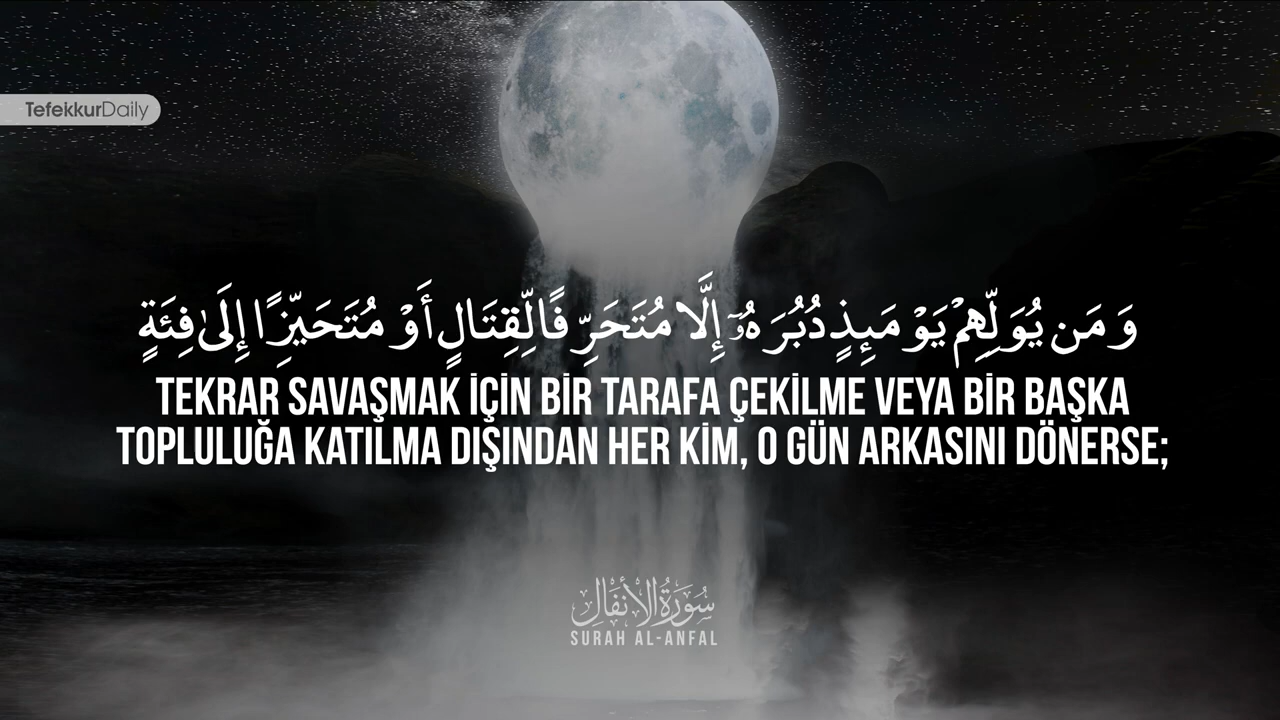 TefekkurDaily
وَمَن يُوَلِّهِمْ يَوْمَئِذٍ دُبُرَهُۥٓ إِلَّا مُتَحَرِّفًا لِّقِتَالٍ أَوْ مُتَحَيِّزًا إِلَىٰ فِئَةٍ
TEKRAR SAVAŞMAK İÇİN BİR TARAFA ÇEKİLME VEYA BİR BAŞKA
TOPLULUĞA KATILMA DIŞINDAN HER KİM, O GÜN ARKASINI DÖNERSE;
سُورَةُ الأَنْفَالِ
SURAH AL-ANFAL